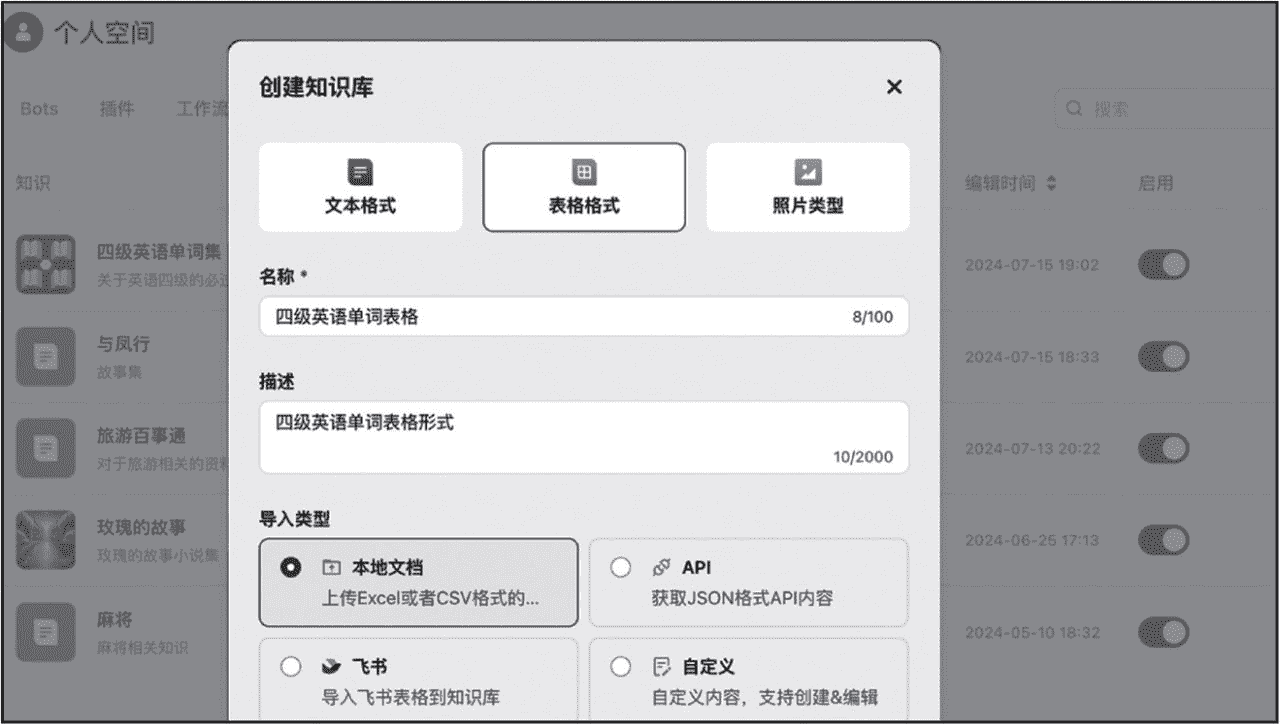 个人空间
Bots 插件 工作流
搜索
知识 编辑时间 启用
四级英语单词集
关于英语四级的必
2024-07-15 19:02
与凤行
故事集
2024-07-15 18:33
旅游百事通
对于旅游相关的资料
2024-07-13 20:22
玫瑰的故事
玫瑰的故事小说集
2024-06-25 17:13
麻将
麻将相关知识
2024-05-10 18:32
创建知识库
文本格式 表格格式 照片类型
名称 *
四级英语单词表格 8/100
描述
四级英语单词表格形式
10/2000
导入类型
本地文档
上传Excel或者CSV格式的...
API
获取JSON格式API内容
飞书
导入飞书表格到知识库
自定义
自定义内容，支持创建&编辑